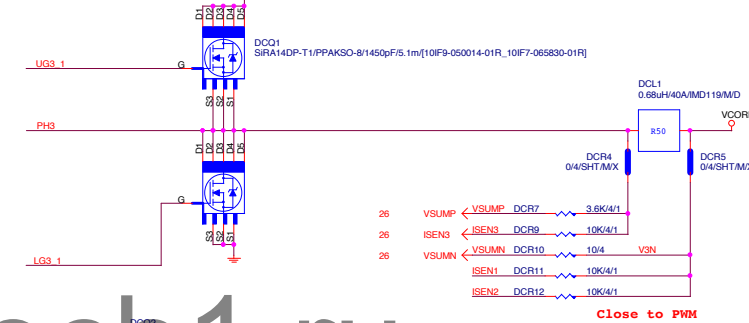 D1 D2 D3 D4 D5
DCQ1
SiRA14DP-T1/PPAKSO-8/1450pF/5.1m/[10IF9-050014-01R_10IF7-065830-01R]
UG3_1
G
S3 S2 S1
DCL1
0.68uH/40A/IMD119/M/D
VCOR
R50
PH3
D1 D2 D3 D4 D5
DCR4
0/4/SHT/M/X
DCR5
0/4/SHT/M/X
G
26 VSUMP VSUMP DCR7 3.6K/4/1
26 ISEN3 ISEN3 DCR9 10K/4/1
S3 S2 S1
26 VSUMN VSUMN DCR10 10/4 V3N
LG3_1
ISEN1 DCR11 10K/4/1
ISEN2 DCR12 10K/4/1
Close to PWM